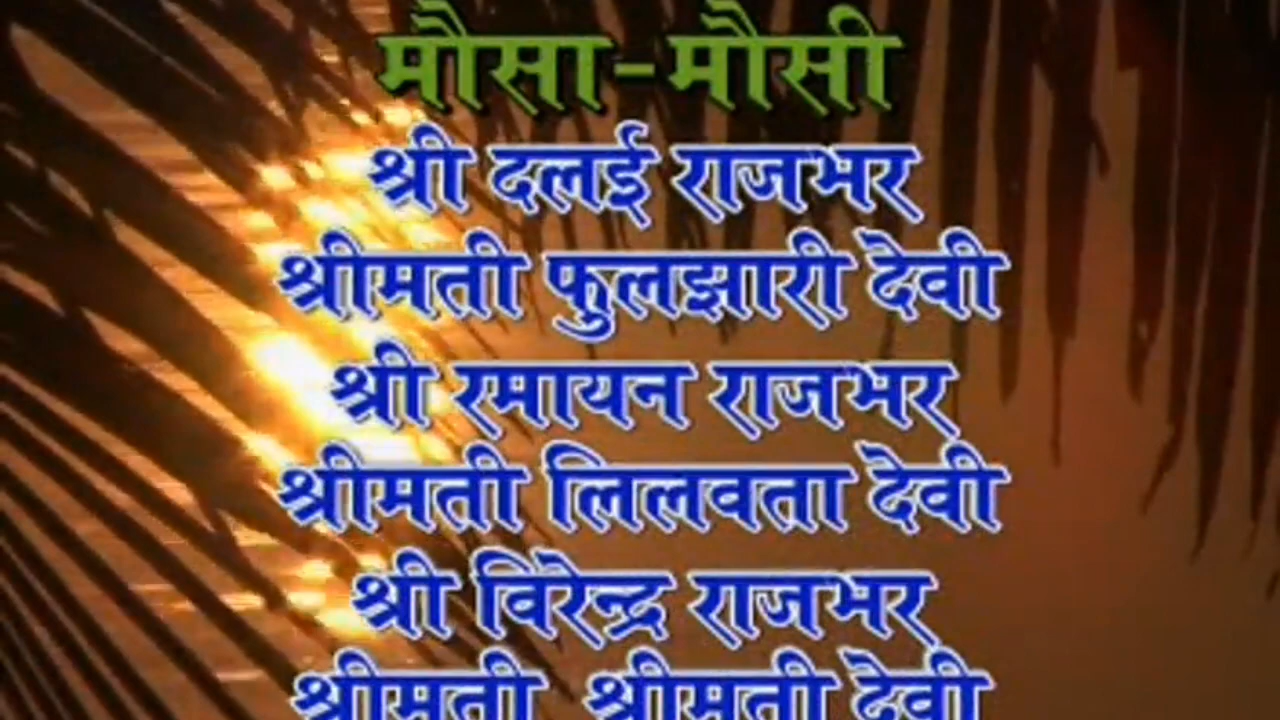 मौसा-मौसी
श्री दलई राजभर
श्रीमती फुलझारी देवी
श्री रमायन राजभर
श्रीमती लिलवता देवी
श्री विरेन्द्र राजभर
श्रीमती श्रीमती देवी